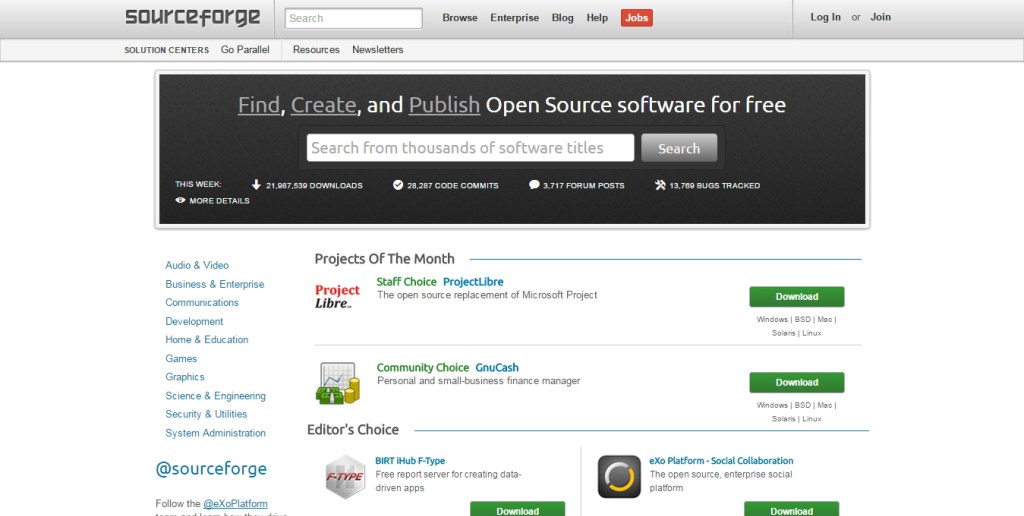 sourceforge
Search
Browse Enterprise Blog Help Jobs
Log In or Join
SOLUTION CENTERS Go Parallel Resources Newsletters
Find, Create, and Publish Open Source software for free
Search from thousands of software titles
Search
THIS WEEK: 21,987,539 DOWNLOADS 28,287 CODE COMMITS 3,717 FORUM POSTS 13,769 BUGS TRACKED
MORE DETAILS
Audio & Video
Business & Enterprise
Communications
Development
Home & Education
Games
Graphics
Science & Engineering
Security & Utilities
System Administration
@sourceforge
Follow the @eXoPlatform
team and learn how they drive
Projects Of The Month
Project
Libre
Staff Choice ProjectLibre
The open source replacement of Microsoft Project
Download
Windows | BSD | Mac |
Solaris | Linux
Community Choice GnuCash
Personal and small-business finance manager
Download
Windows | BSD | Mac |
Solaris | Linux
Editor's Choice
F-TYPE
BIRT iHub F-Type
Free report server for creating data-
driven apps
Download
eXo Platform - Social Collaboration
The open source, enterprise social
platform
Download